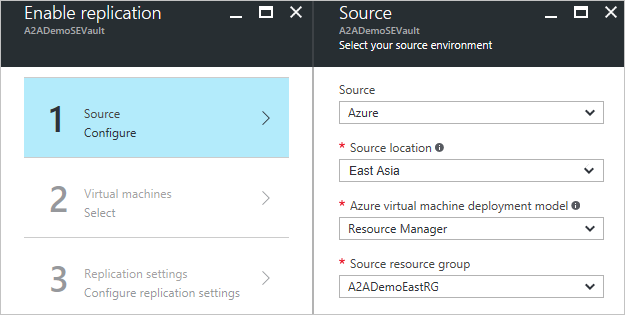 Enable replication
A2ADemoSEVault
1
Source
Configure
2
Virtual machines
Select
3
Replication settings
Configure replication settings
Source
A2ADemoSEVault
Select your source environment
Source
Azure
* Source location
East Asia
* Azure virtual machine deployment model
Resource Manager
* Source resource group
A2ADemoEastRG